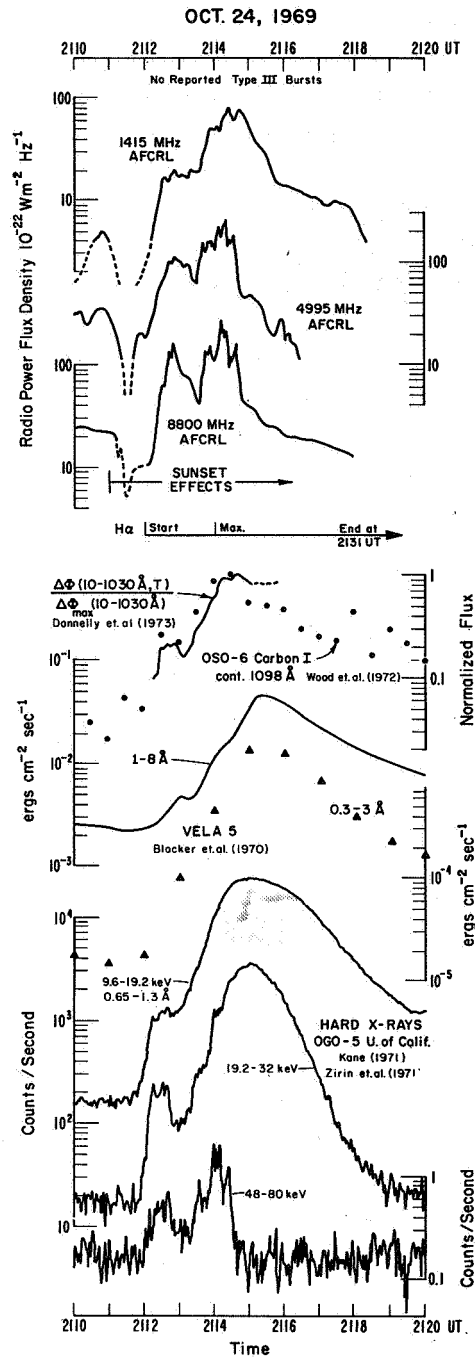 OCT. 24, 1969
2110 2112 2114 2116 2118 2120 UT
No Reported Type III Bursts
Radio Power Flux Density 10⁻²² Wm⁻² Hz⁻¹
100
10
100
10
1415 MHz
AFCRL
100
10
4995 MHz
AFCRL
8800 MHz
AFCRL
SUNSET
EFFECTS
Hα Start Max. End at
2131 UT
ΔΦ (10-1030Å,T)
ΔΦmax (10-1030Å)
Donnelly et.al (1973)
1
0.1
Normalized Flux
OSO-6 Carbon I
cont. 1098 Å
Wood et.al.(1972)
ergs cm⁻² sec⁻¹
10⁻¹
10⁻²
10⁻³
1-8Å
0.3-3 Å
VELA 5
Blocker et.al. (1970)
10⁻⁴
10⁻⁵
ergs cm⁻² sec⁻¹
Counts/Second
10⁴
10³
10²
10
9.6-19.2 keV
0.65-1.3 Å
HARD X-RAYS
OGO-5 U. of Calif.
Kane (1971)
Zirin et.al. (1971
19.2-32 keV
48-80 keV
1
0.1
Counts/Second
2110 2112 2114 2116 2118 2120 UT
Time